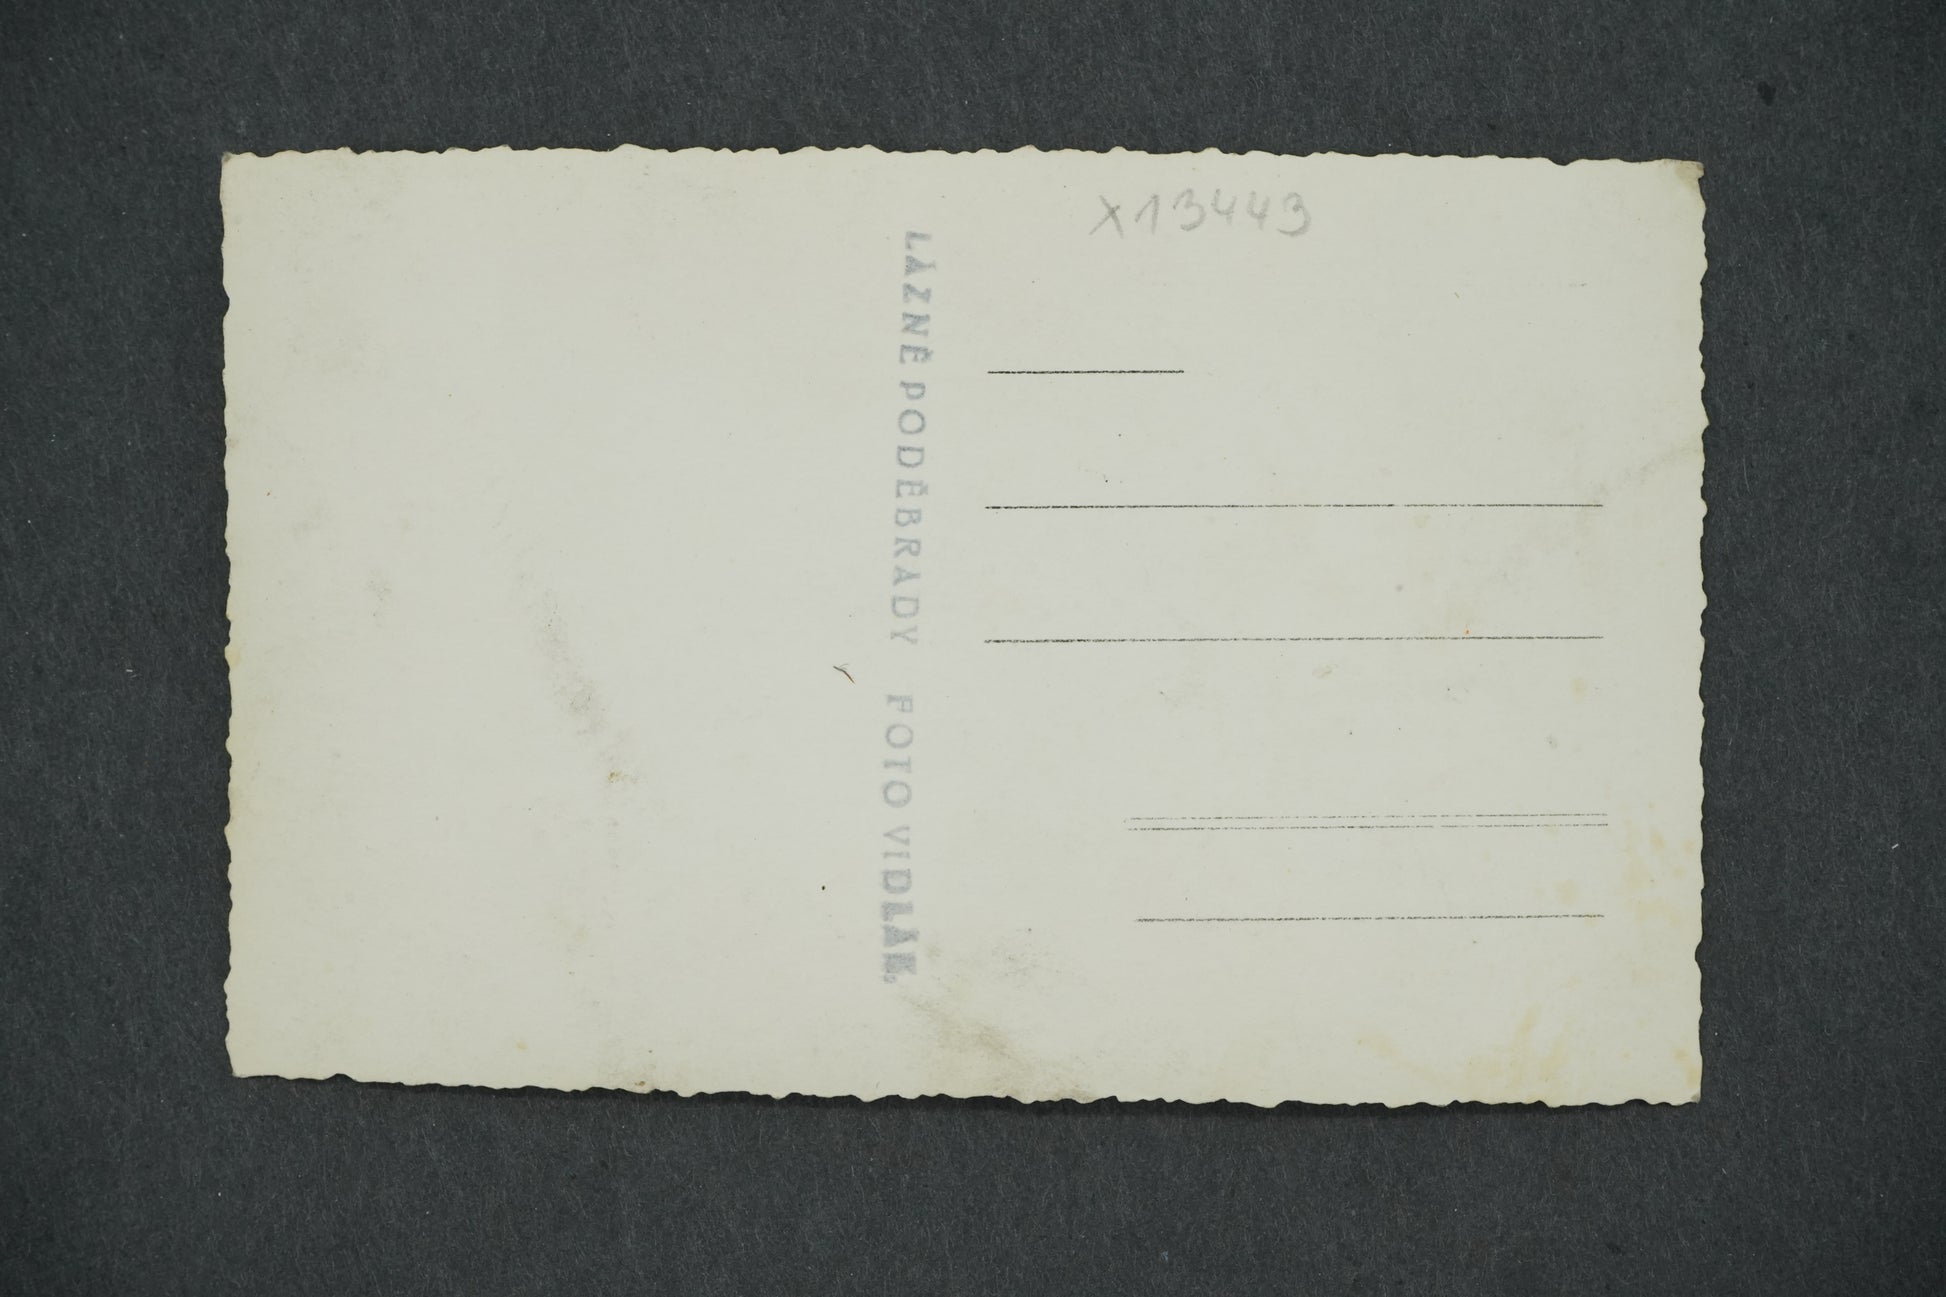 X13443
LÁZNĚ PODĚBRADY FOTO VIDLÁK.